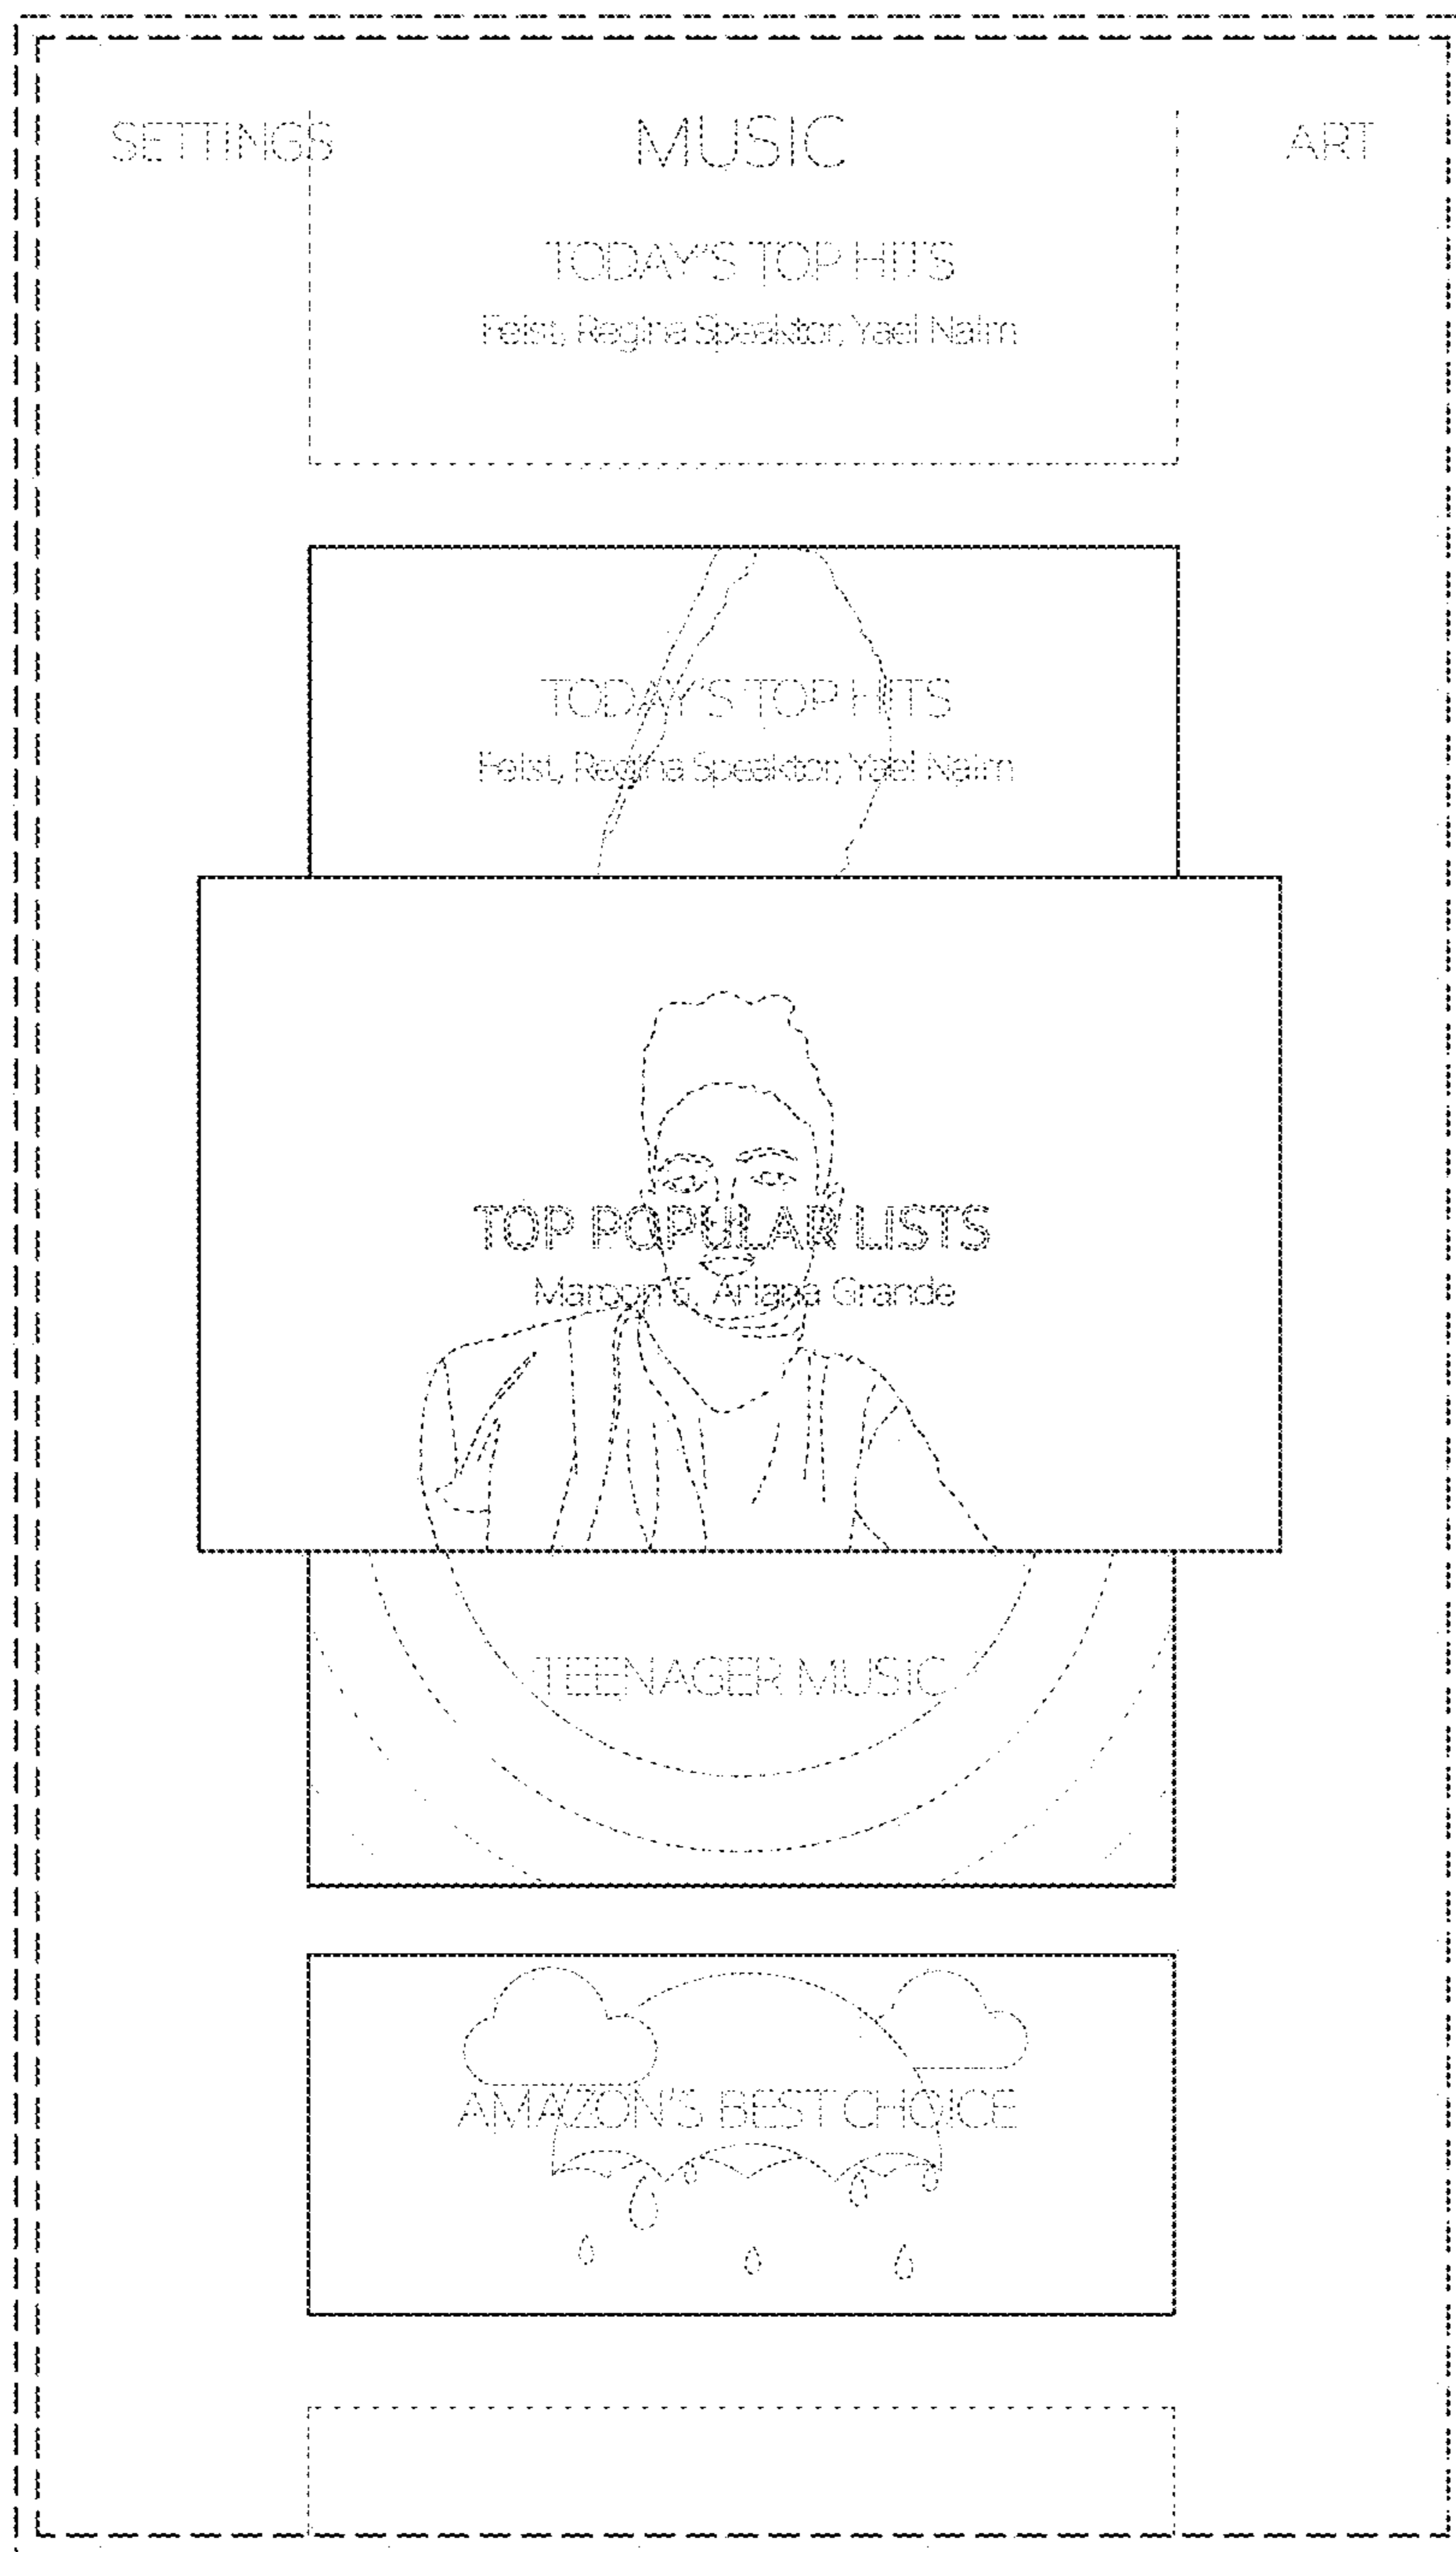 SETTINGS MUSIC ART
TODAY'S TOP HITS
Feist, Regina Speaktor, Yael Naim
TODAY'S TOP HITS
Feist, Regina Speaktor, Yael Naim
TOP POPULAR LISTS
Maroon 5, Ariana Grande
TEENAGER MUSIC
AMAZON'S BEST CHOICE